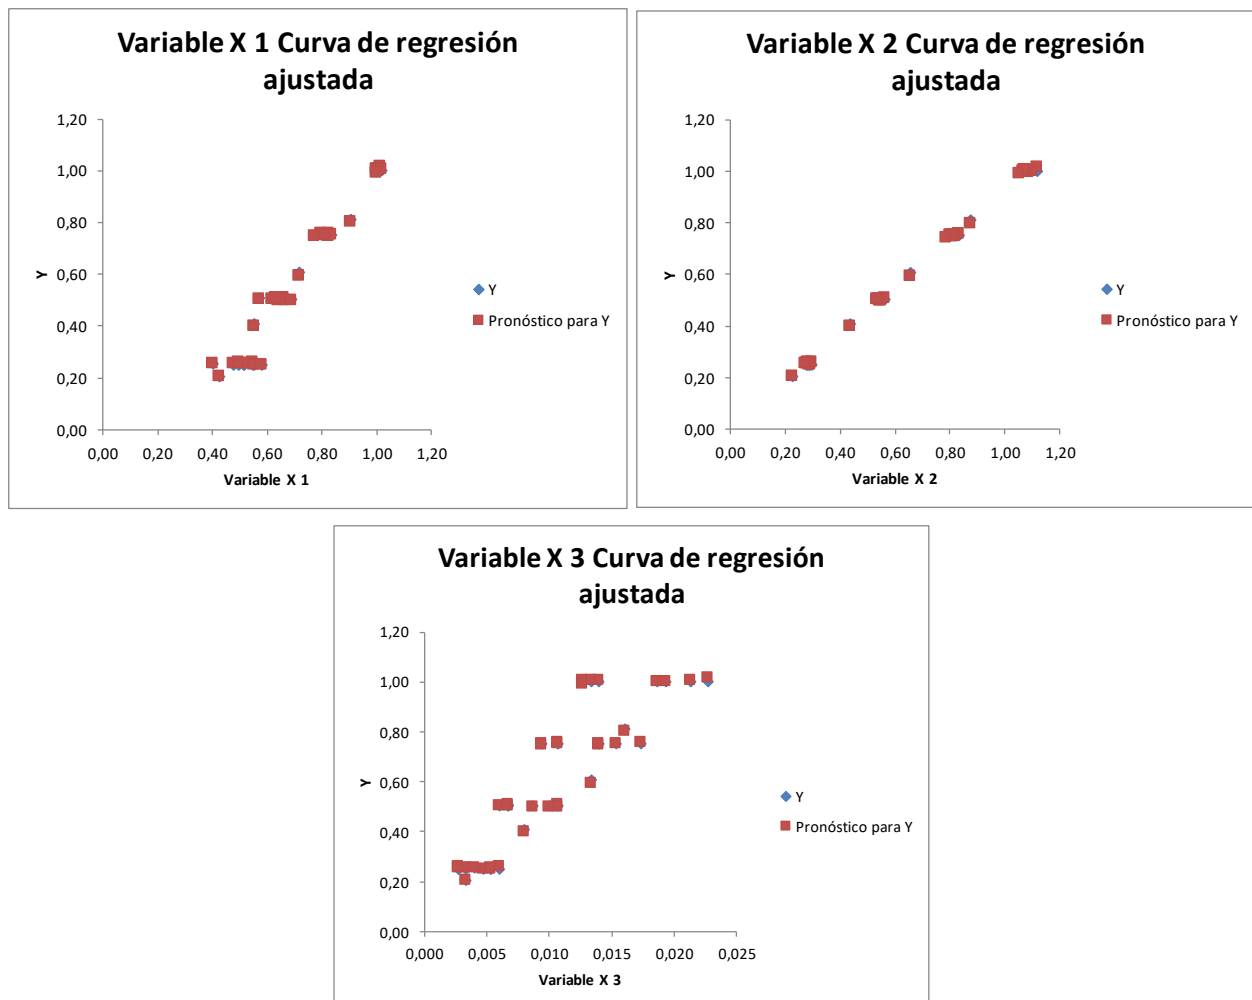 Variable X 1 Curva de regresión
ajustada
1,20
1,00
0,80
0,60
0,40
0,20
0,00
Y
0,00 0,20 0,40 0,60 0,80 1,00 1,20
Variable X 1
Y
Pronóstico para Y
Variable X 2 Curva de regresión
ajustada
1,20
1,00
0,80
0,60
0,40
0,20
0,00
Y
0,00 0,20 0,40 0,60 0,80 1,00 1,20
Variable X 2
Y
Pronóstico para Y
Variable X 3 Curva de regresión
ajustada
1,20
1,00
0,80
0,60
0,40
0,20
0,00
Y
0,000 0,005 0,010 0,015 0,020 0,025
Variable X 3
Y
Pronóstico para Y